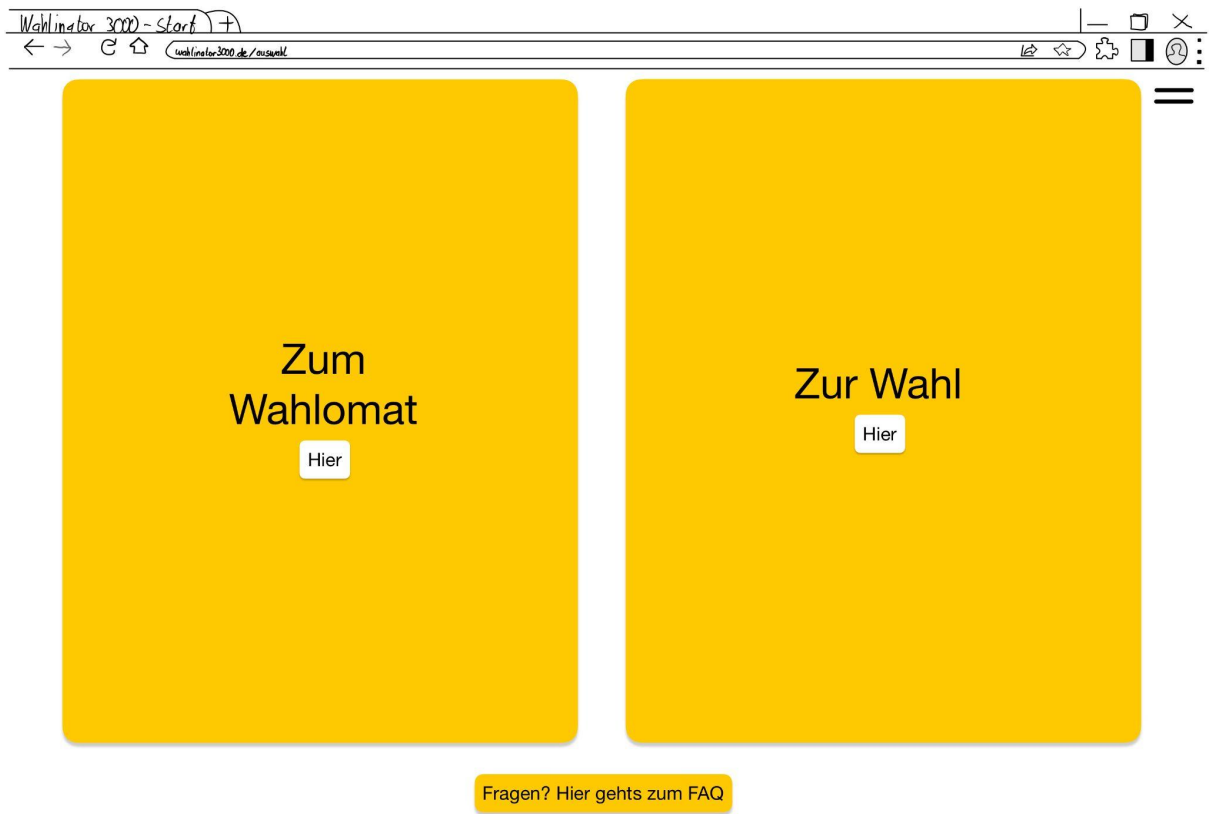 Wahlinator 3000 - Start
wahlinator3000.de/auswahl
Zum
Wahlomat
Hier
Zur Wahl
Hier
Fragen? Hier gehts zum FAQ